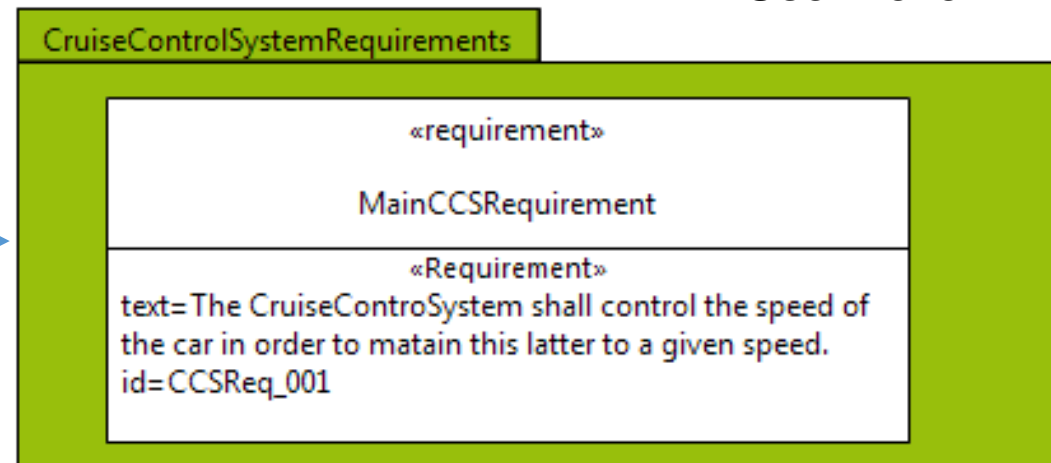 CruiseControlSystemRequirements
«requirement»
MainCCSRequirement
«Requirement»
text=The CruiseControSystem shall control the speed of
the car in order to matain this latter to a given speed.
id=CCSReq_001